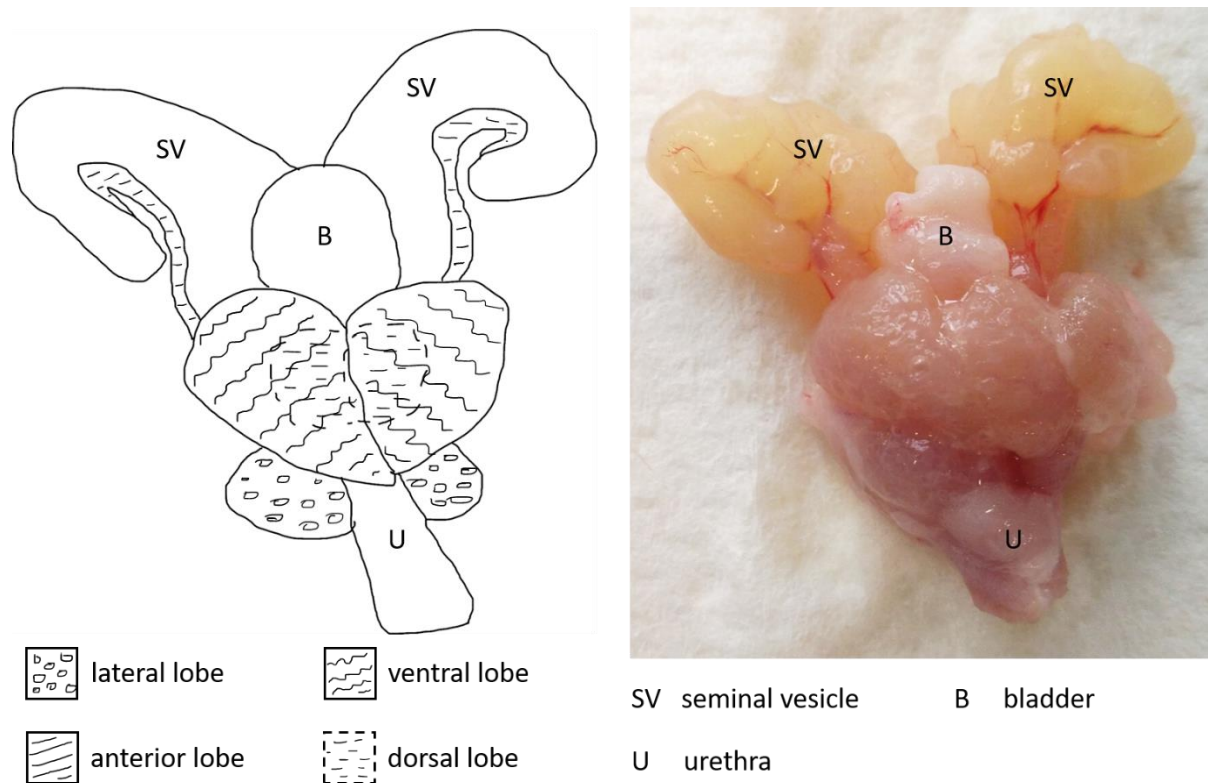 SV
SV
B
U
lateral lobe
ventral lobe
anterior lobe
dorsal lobe
SV
SV
B
U
SV seminal vesicle B bladder
U urethra